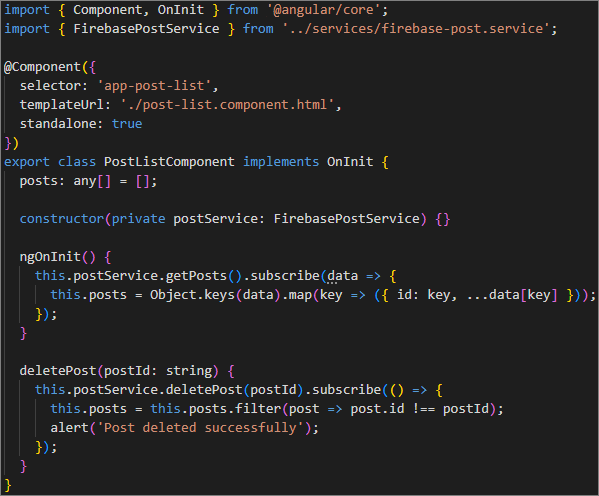 import { Component, OnInit } from '@angular/core';
import { FirebasePostService } from '../services/firebase-post.service';

@Component({
  selector: 'app-post-list',
  templateUrl: './post-list.component.html',
  standalone: true
})
export class PostListComponent implements OnInit {
  posts: any[] = [];

  constructor(private postService: FirebasePostService) {}

  ngOnInit() {
    this.postService.getPosts().subscribe(data => {
      this.posts = Object.keys(data).map(key => ({ id: key, ...data[key] }));
    });
  }

  deletePost(postId: string) {
    this.postService.deletePost(postId).subscribe(() => {
      this.posts = this.posts.filter(post => post.id !== postId);
      alert('Post deleted successfully');
    });
  }
}